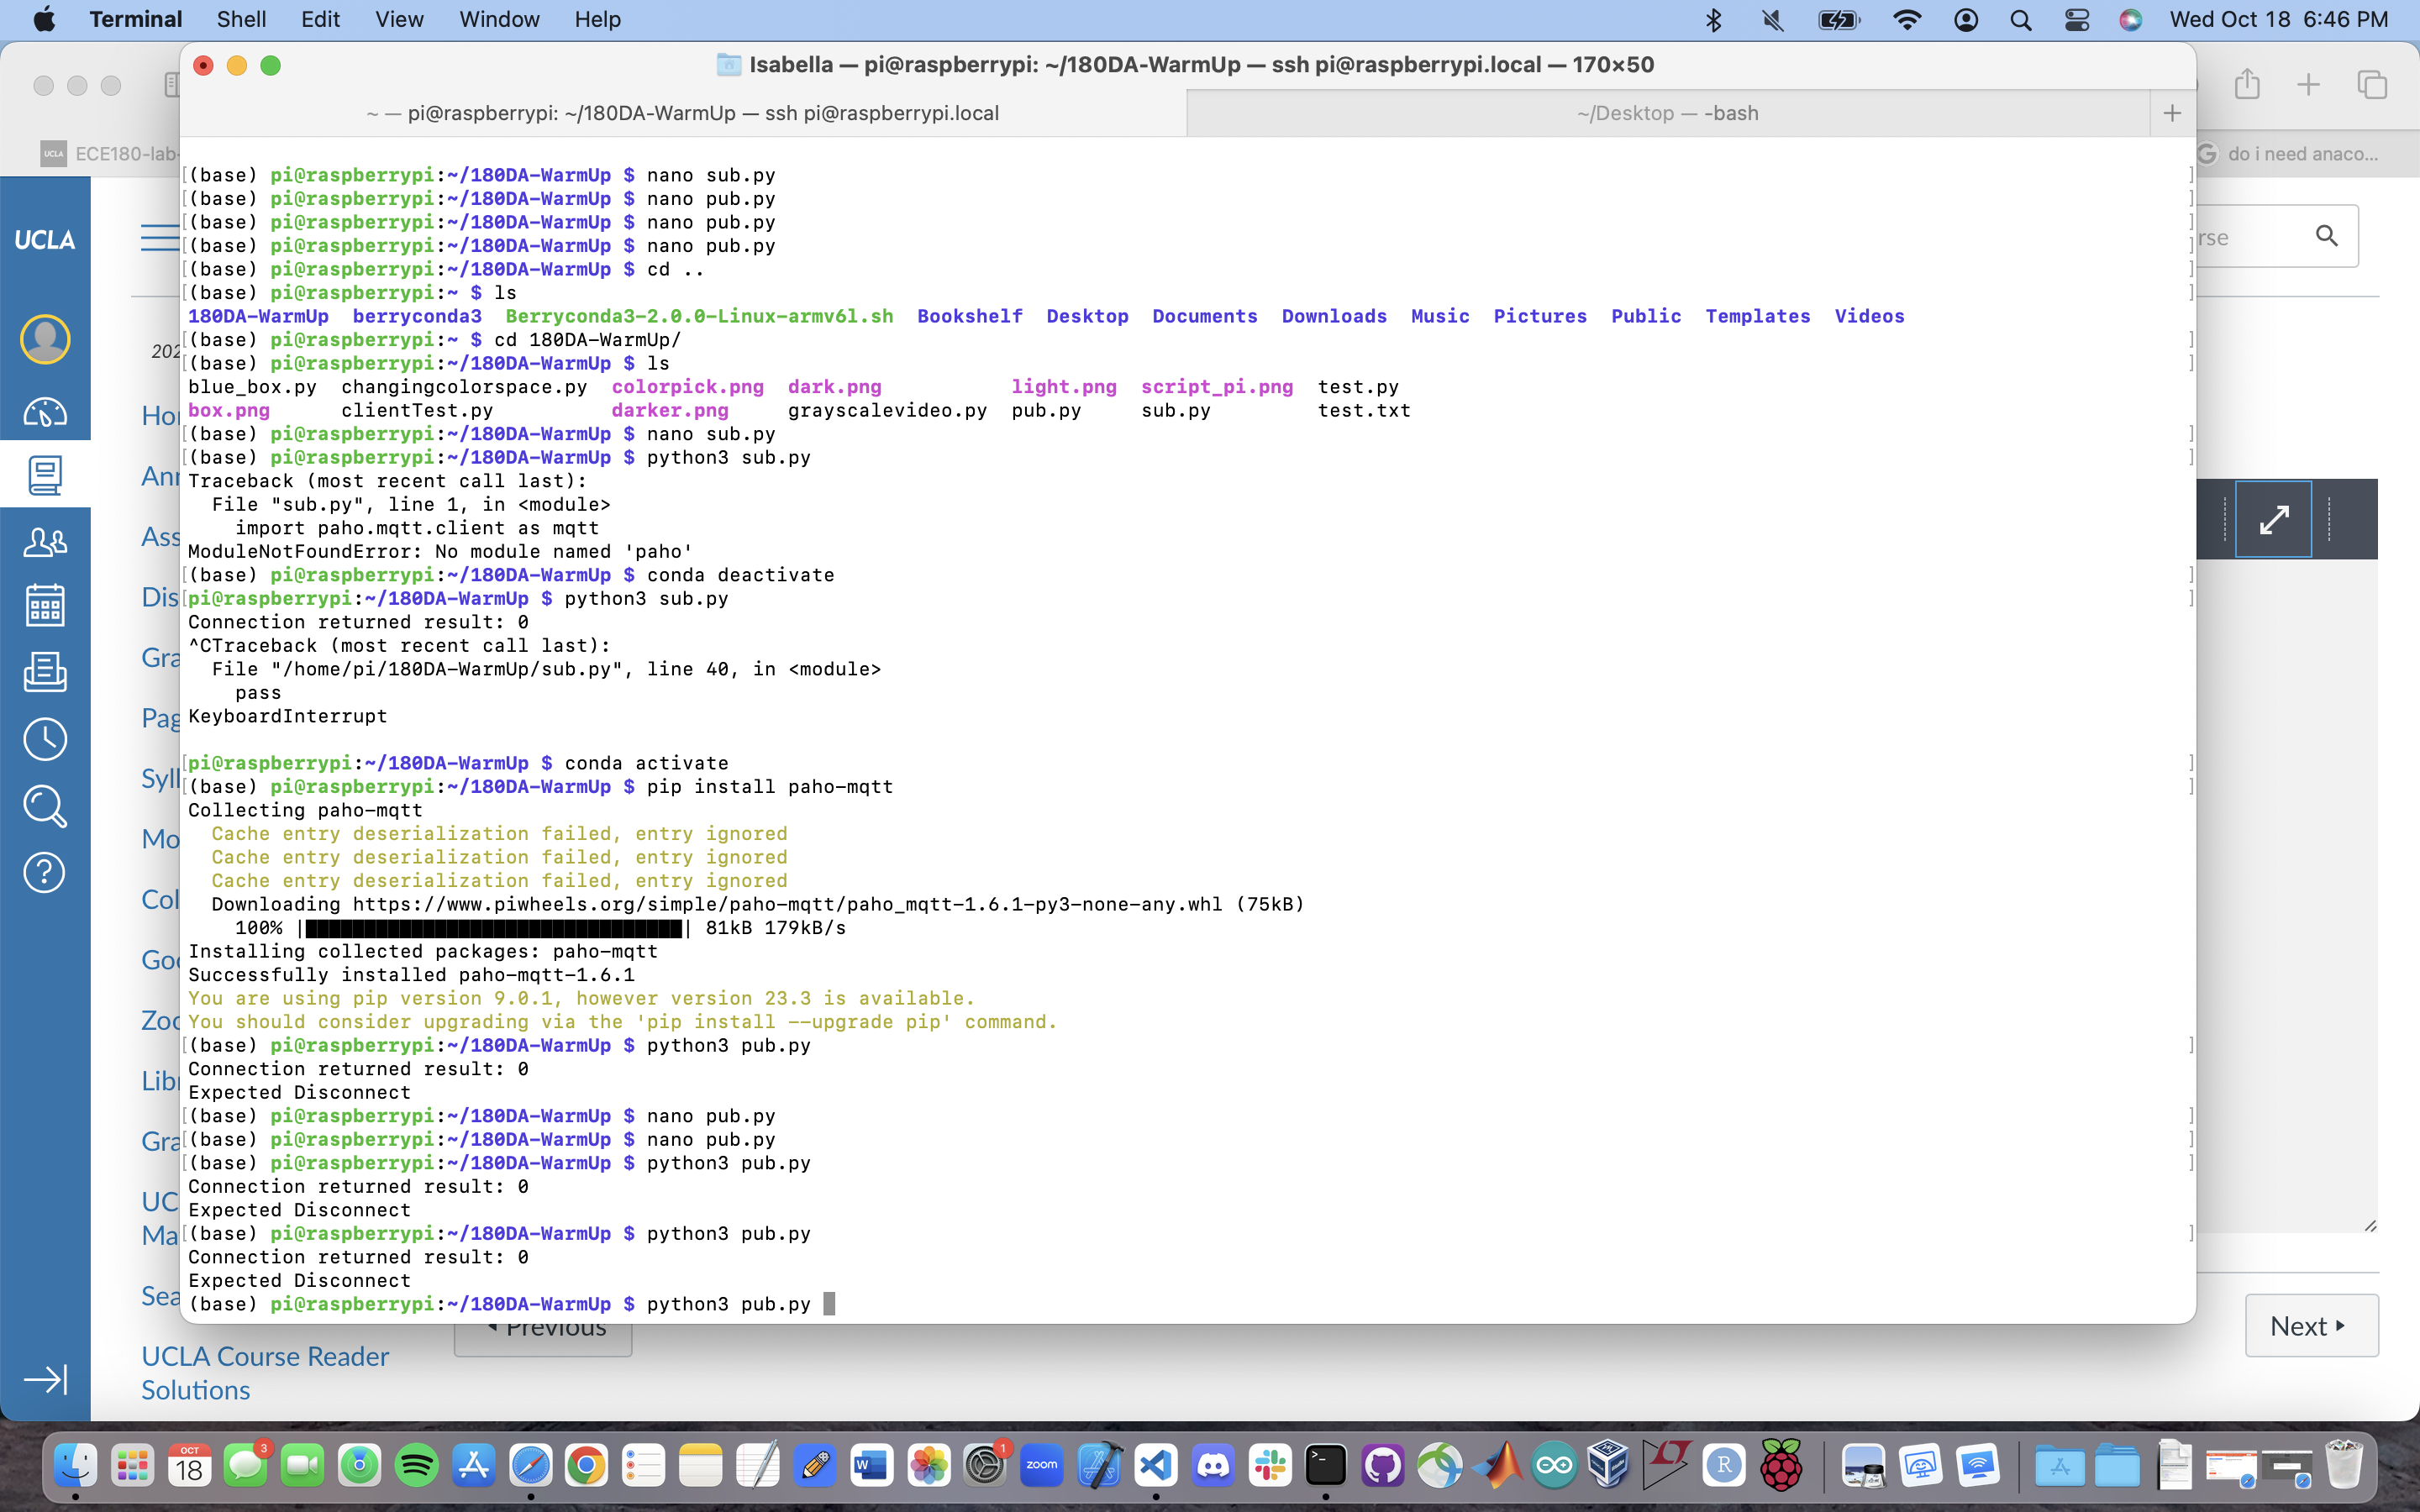 Terminal Shell Edit View Window Help Wed Oct 18 6:46 PM
Isabella — pi@raspberrypi: ~/180DA-WarmUp — ssh pi@raspberrypi.local — 170×50
~ — pi@raspberrypi: ~/180DA-WarmUp — ssh pi@raspberrypi.local
~/Desktop — -bash
UCLA ECE180-lab-
do i need anaco...
[(base) pi@raspberrypi:~/180DA-WarmUp $ nano sub.py ]
[(base) pi@raspberrypi:~/180DA-WarmUp $ nano pub.py ]
[(base) pi@raspberrypi:~/180DA-WarmUp $ nano pub.py ]
[(base) pi@raspberrypi:~/180DA-WarmUp $ nano pub.py ]
[(base) pi@raspberrypi:~/180DA-WarmUp $ cd .. ]
[(base) pi@raspberrypi:~ $ ls ]
180DA-WarmUp berryconda3 Berryconda3-2.0.0-Linux-armv6l.sh Bookshelf Desktop Documents Downloads Music Pictures Public Templates Videos
[(base) pi@raspberrypi:~ $ cd 180DA-WarmUp/ ]
[(base) pi@raspberrypi:~/180DA-WarmUp $ ls ]
blue_box.py changingcolorspace.py colorpick.png dark.png light.png script_pi.png test.py
box.png clientTest.py darker.png grayscalevideo.py pub.py sub.py test.txt
[(base) pi@raspberrypi:~/180DA-WarmUp $ nano sub.py ]
[(base) pi@raspberrypi:~/180DA-WarmUp $ python3 sub.py ]
Traceback (most recent call last):
File "sub.py", line 1, in <module>
import paho.mqtt.client as mqtt
ModuleNotFoundError: No module named 'paho'
[(base) pi@raspberrypi:~/180DA-WarmUp $ conda deactivate ]
[pi@raspberrypi:~/180DA-WarmUp $ python3 sub.py ]
Connection returned result: 0
^CTraceback (most recent call last):
File "/home/pi/180DA-WarmUp/sub.py", line 40, in <module>
pass
KeyboardInterrupt
[pi@raspberrypi:~/180DA-WarmUp $ conda activate ]
[(base) pi@raspberrypi:~/180DA-WarmUp $ pip install paho-mqtt ]
Collecting paho-mqtt
Cache entry deserialization failed, entry ignored
Cache entry deserialization failed, entry ignored
Cache entry deserialization failed, entry ignored
Downloading https://www.piwheels.org/simple/paho-mqtt/paho_mqtt-1.6.1-py3-none-any.whl (75kB)
100% |████████████████████████████████| 81kB 179kB/s
Installing collected packages: paho-mqtt
Successfully installed paho-mqtt-1.6.1
You are using pip version 9.0.1, however version 23.3 is available.
You should consider upgrading via the 'pip install --upgrade pip' command.
[(base) pi@raspberrypi:~/180DA-WarmUp $ python3 pub.py ]
Connection returned result: 0
Expected Disconnect
[(base) pi@raspberrypi:~/180DA-WarmUp $ nano pub.py ]
[(base) pi@raspberrypi:~/180DA-WarmUp $ nano pub.py ]
[(base) pi@raspberrypi:~/180DA-WarmUp $ python3 pub.py ]
Connection returned result: 0
Expected Disconnect
[(base) pi@raspberrypi:~/180DA-WarmUp $ python3 pub.py ]
Connection returned result: 0
Expected Disconnect
(base) pi@raspberrypi:~/180DA-WarmUp $ python3 pub.py
UCLA
rse
202
Hor
Anr
Ass
Dis
Gra
Pag
Syll
Mo
Col
Goo
Zoo
Libr
Gra
UC
Ma
Sea
UCLA Course Reader
Solutions
Previous
Next
OCT
18
3
1
zoom
R